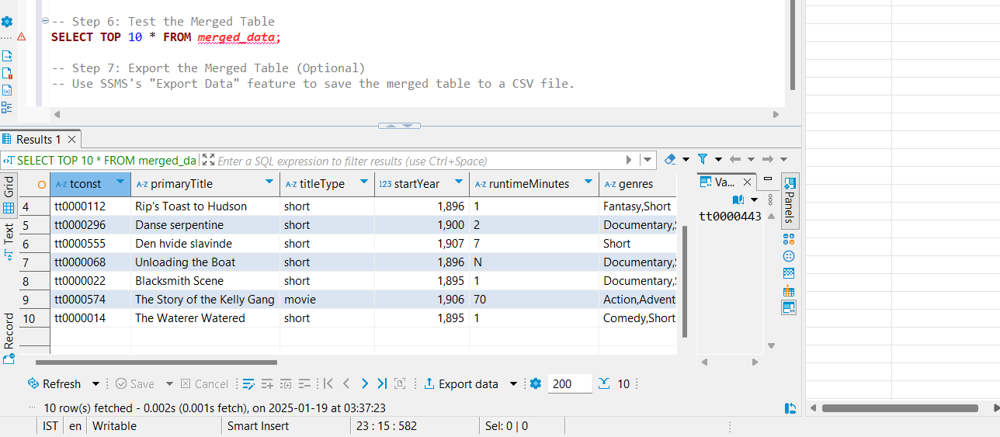 -- Step 6: Test the Merged Table
SELECT TOP 10 * FROM merged_data;
-- Step 7: Export the Merged Table (Optional)
-- Use SSMS's "Export Data" feature to save the merged table to a CSV file.
Results 1
SELECT TOP 10 * FROM merged_da Enter a SQL expression to filter results (use Ctrl+Space)
Grid
Text
Record
A-Z tconst A-Z primaryTitle A-Z titleType 123 startYear A-Z runtimeMinutes A-Z genres
4 tt0000112 Rip's Toast to Hudson short 1,896 1 Fantasy,Short
5 tt0000296 Danse serpentine short 1,900 2 Documentary,
6 tt0000555 Den hvide slavinde short 1,907 7 Short
7 tt0000068 Unloading the Boat short 1,896 N Documentary,
8 tt0000022 Blacksmith Scene short 1,895 1 Documentary,
9 tt0000574 The Story of the Kelly Gang movie 1,906 70 Action,Advent
10 tt0000014 The Waterer Watered short 1,895 1 Comedy,Short
Va...
tt0000443
Panels
Refresh Save Cancel Export data 200 10
10 row(s) fetched - 0.002s (0.001s fetch), on 2025-01-19 at 03:37:23
IST en Writable Smart Insert 23 : 15 : 582 Sel: 0 | 0